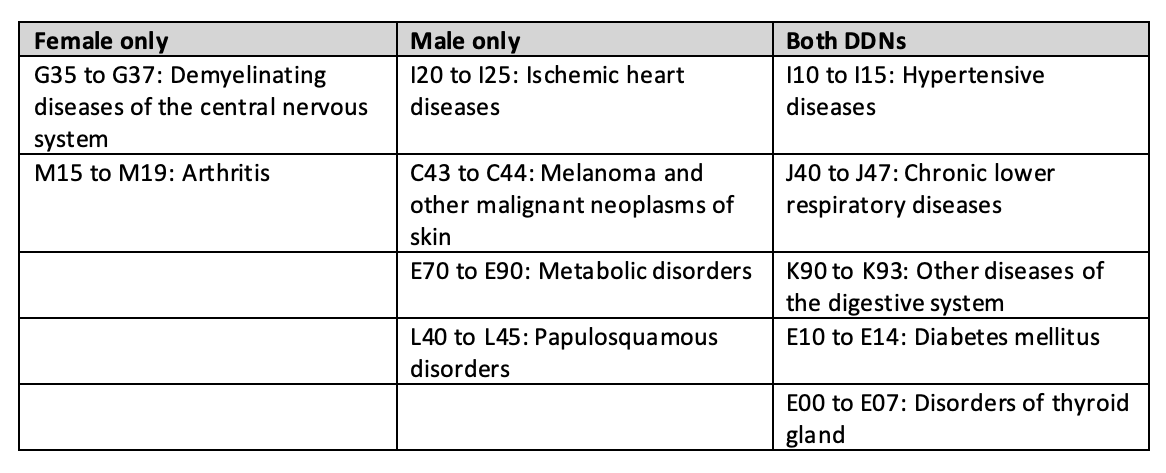 Female only
Male only
Both DDNs
G35 to G37: Demyelinating
diseases of the central nervous
system
I20 to I25: Ischemic heart
diseases
I10 to I15: Hypertensive
diseases
M15 to M19: Arthritis
C43 to C44: Melanoma and
other malignant neoplasms of
skin
J40 to J47: Chronic lower
respiratory diseases
E70 to E90: Metabolic disorders
K90 to K93: Other diseases of
the digestive system
L40 to L45: Papulosquamous
disorders
E10 to E14: Diabetes mellitus
E00 to E07: Disorders of thyroid
gland